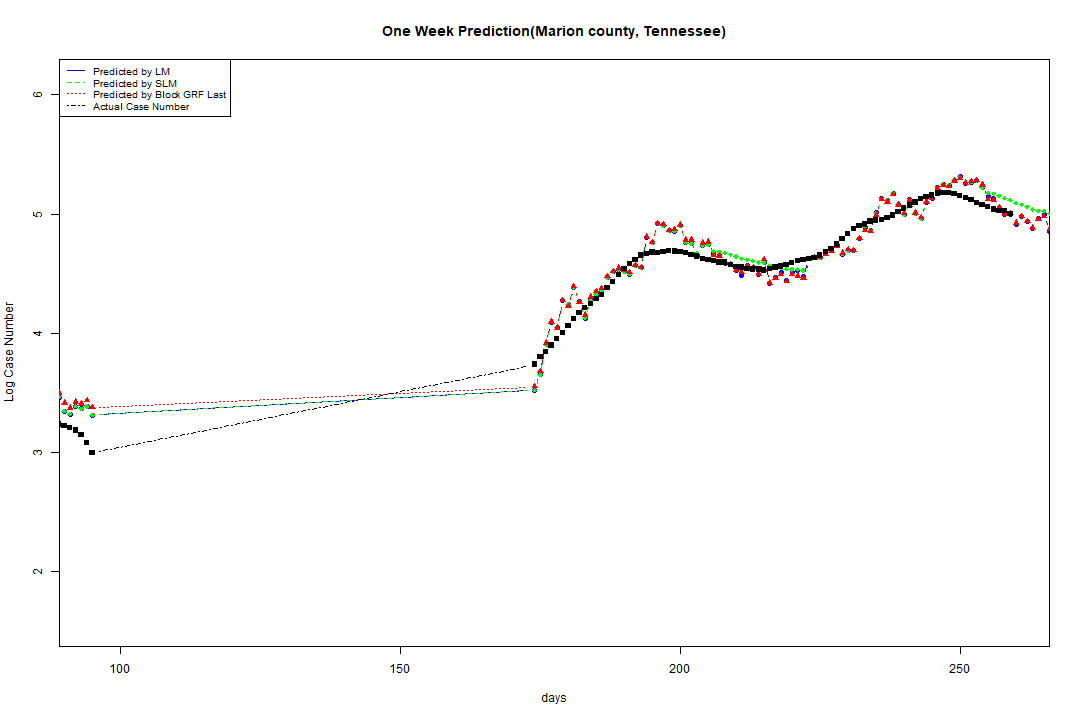 One Week Prediction(Marion county, Tennessee)
Predicted by LM
Predicted by SLM
Predicted by Block GRF Last
Actual Case Number
6
5
4
3
2
Log Case Number
100
150
200
250
days